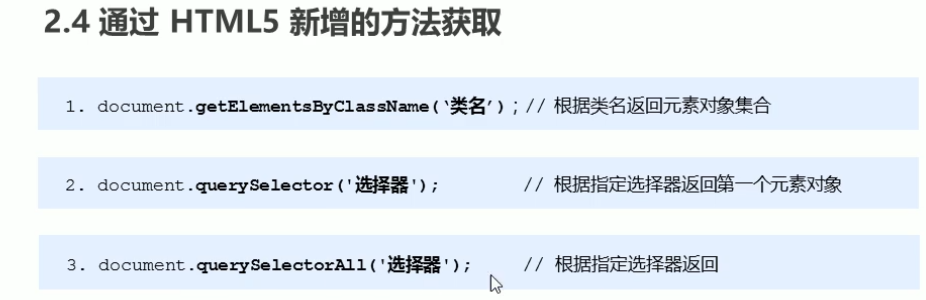 2.4 通过 HTML5 新增的方法获取
1. document.getElementsByClassName('类名'); // 根据类名返回元素对象集合
2. document.querySelector('选择器'); // 根据指定选择器返回第一个元素对象
3. document.querySelectorAll('选择器'); // 根据指定选择器返回